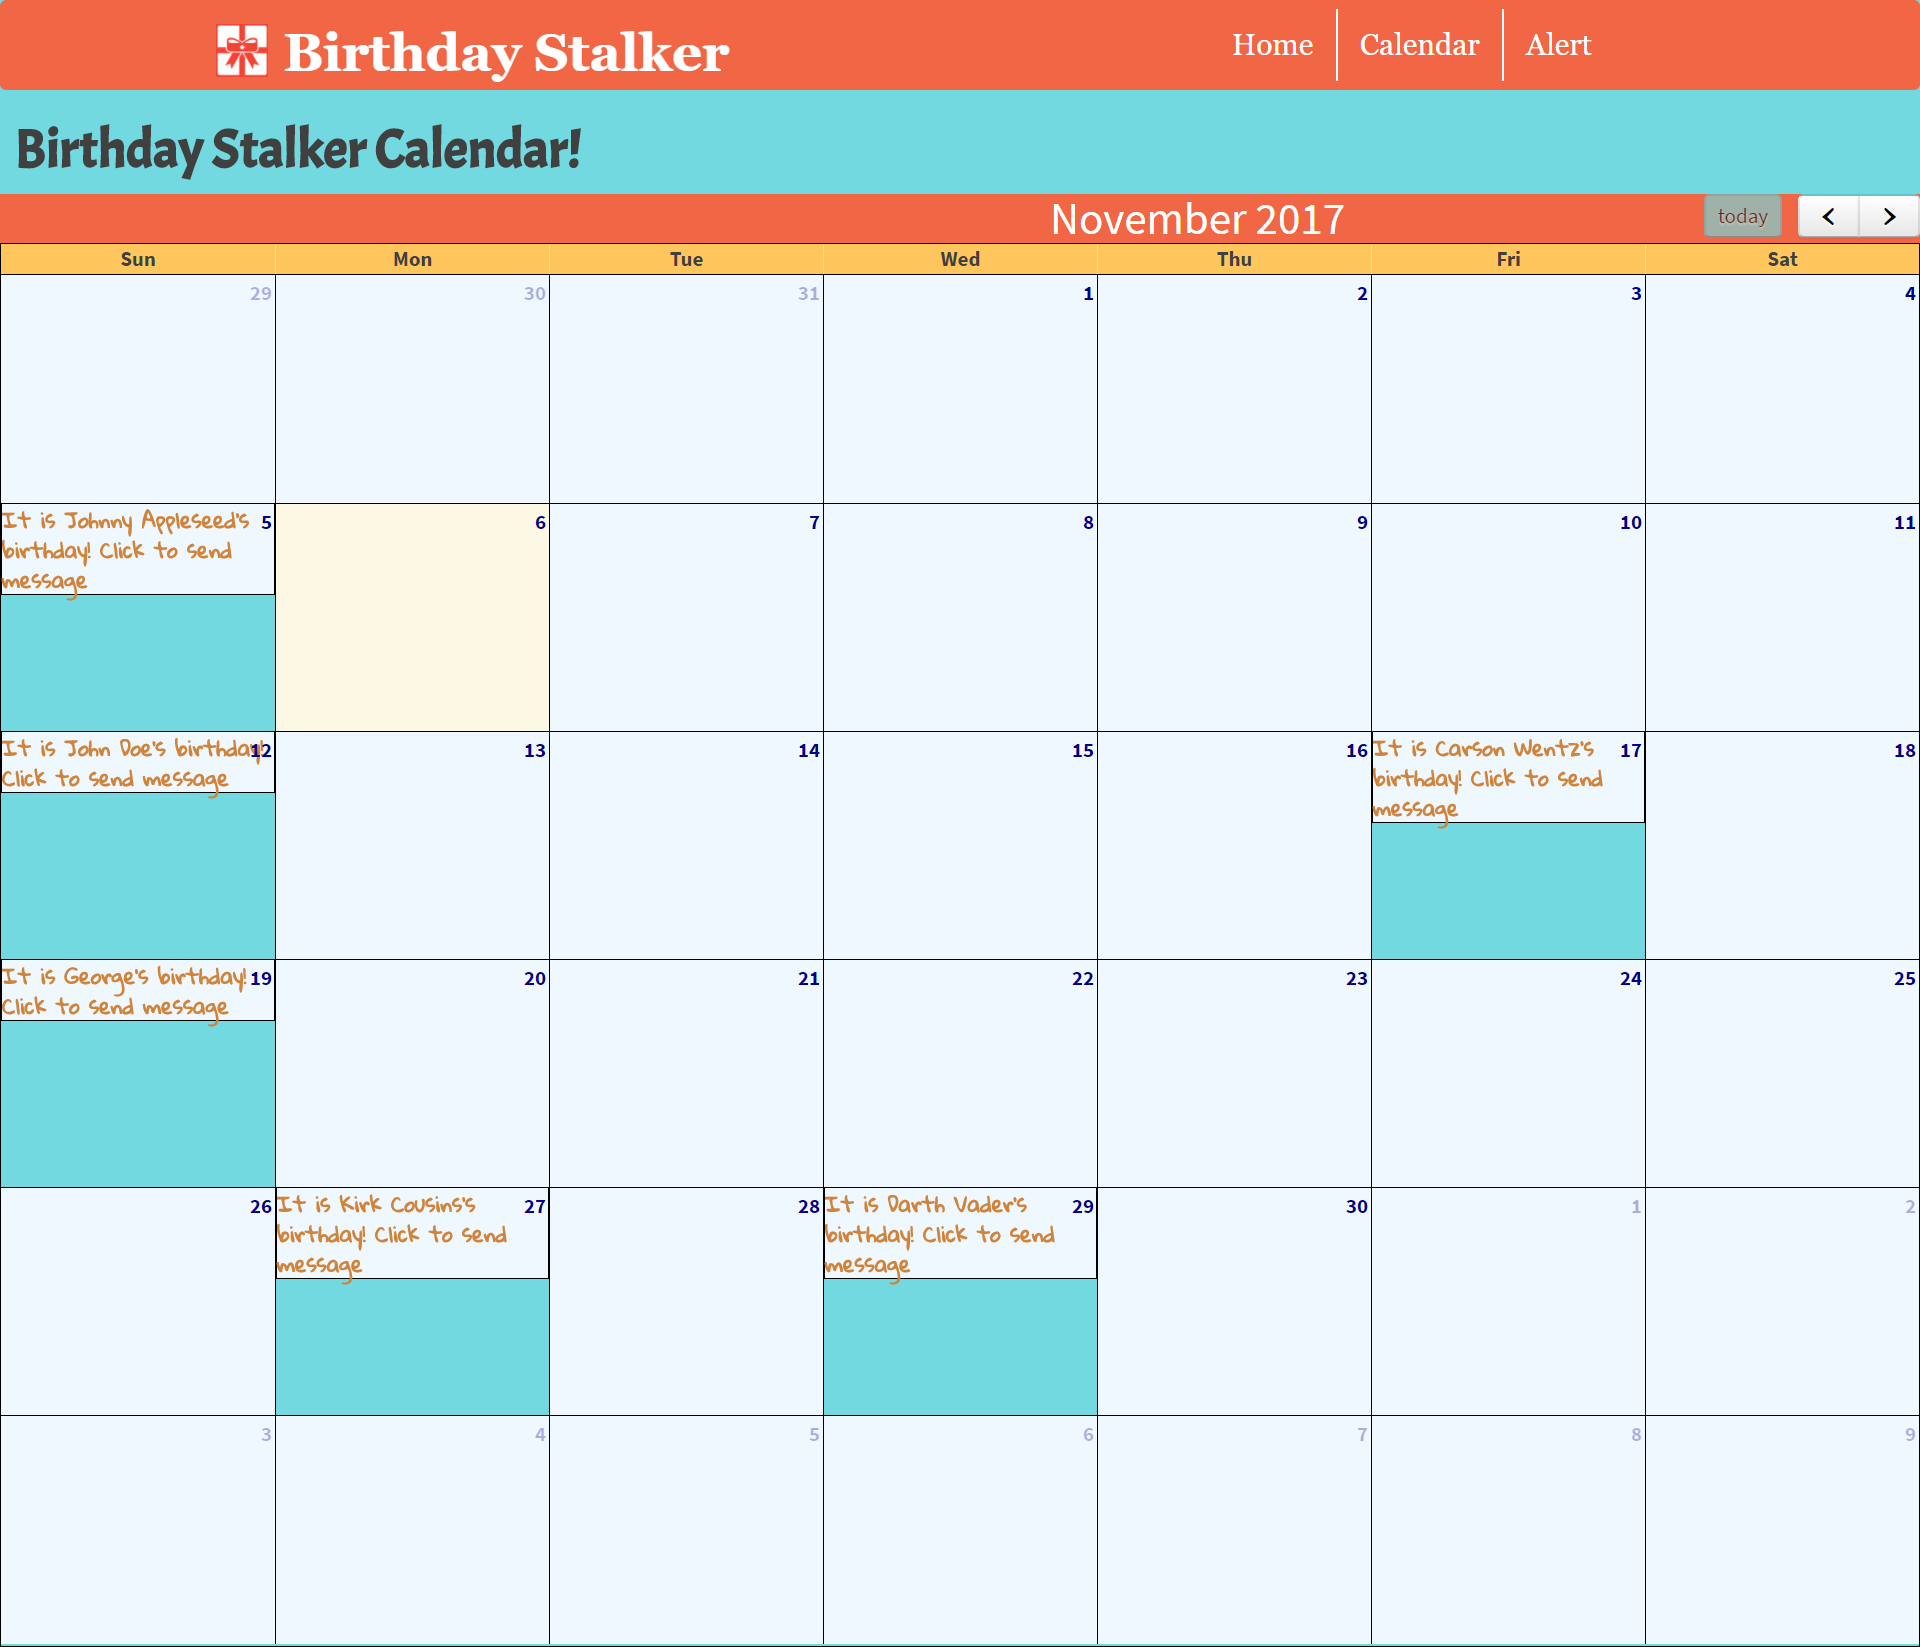 Birthday Stalker
Home
Calendar
Alert
Birthday Stalker Calendar!
November 2017
today
Sun Mon Tue Wed Thu Fri Sat
29 30 31 1 2 3 4
It is Johnny Appleseed's
birthday! Click to send
message
5 6 7 8 9 10 11
It is John Doe's birthday!
Click to send message
12 13 14 15 16
It is Carson Wentz's
birthday! Click to send
message
17 18
It is George's birthday!
Click to send message
19 20 21 22 23 24 25
26
It is Kirk Cousins's
birthday! Click to send
message
27 28
It is Darth Vader's
birthday! Click to send
message
29 30 1 2
3 4 5 6 7 8 9